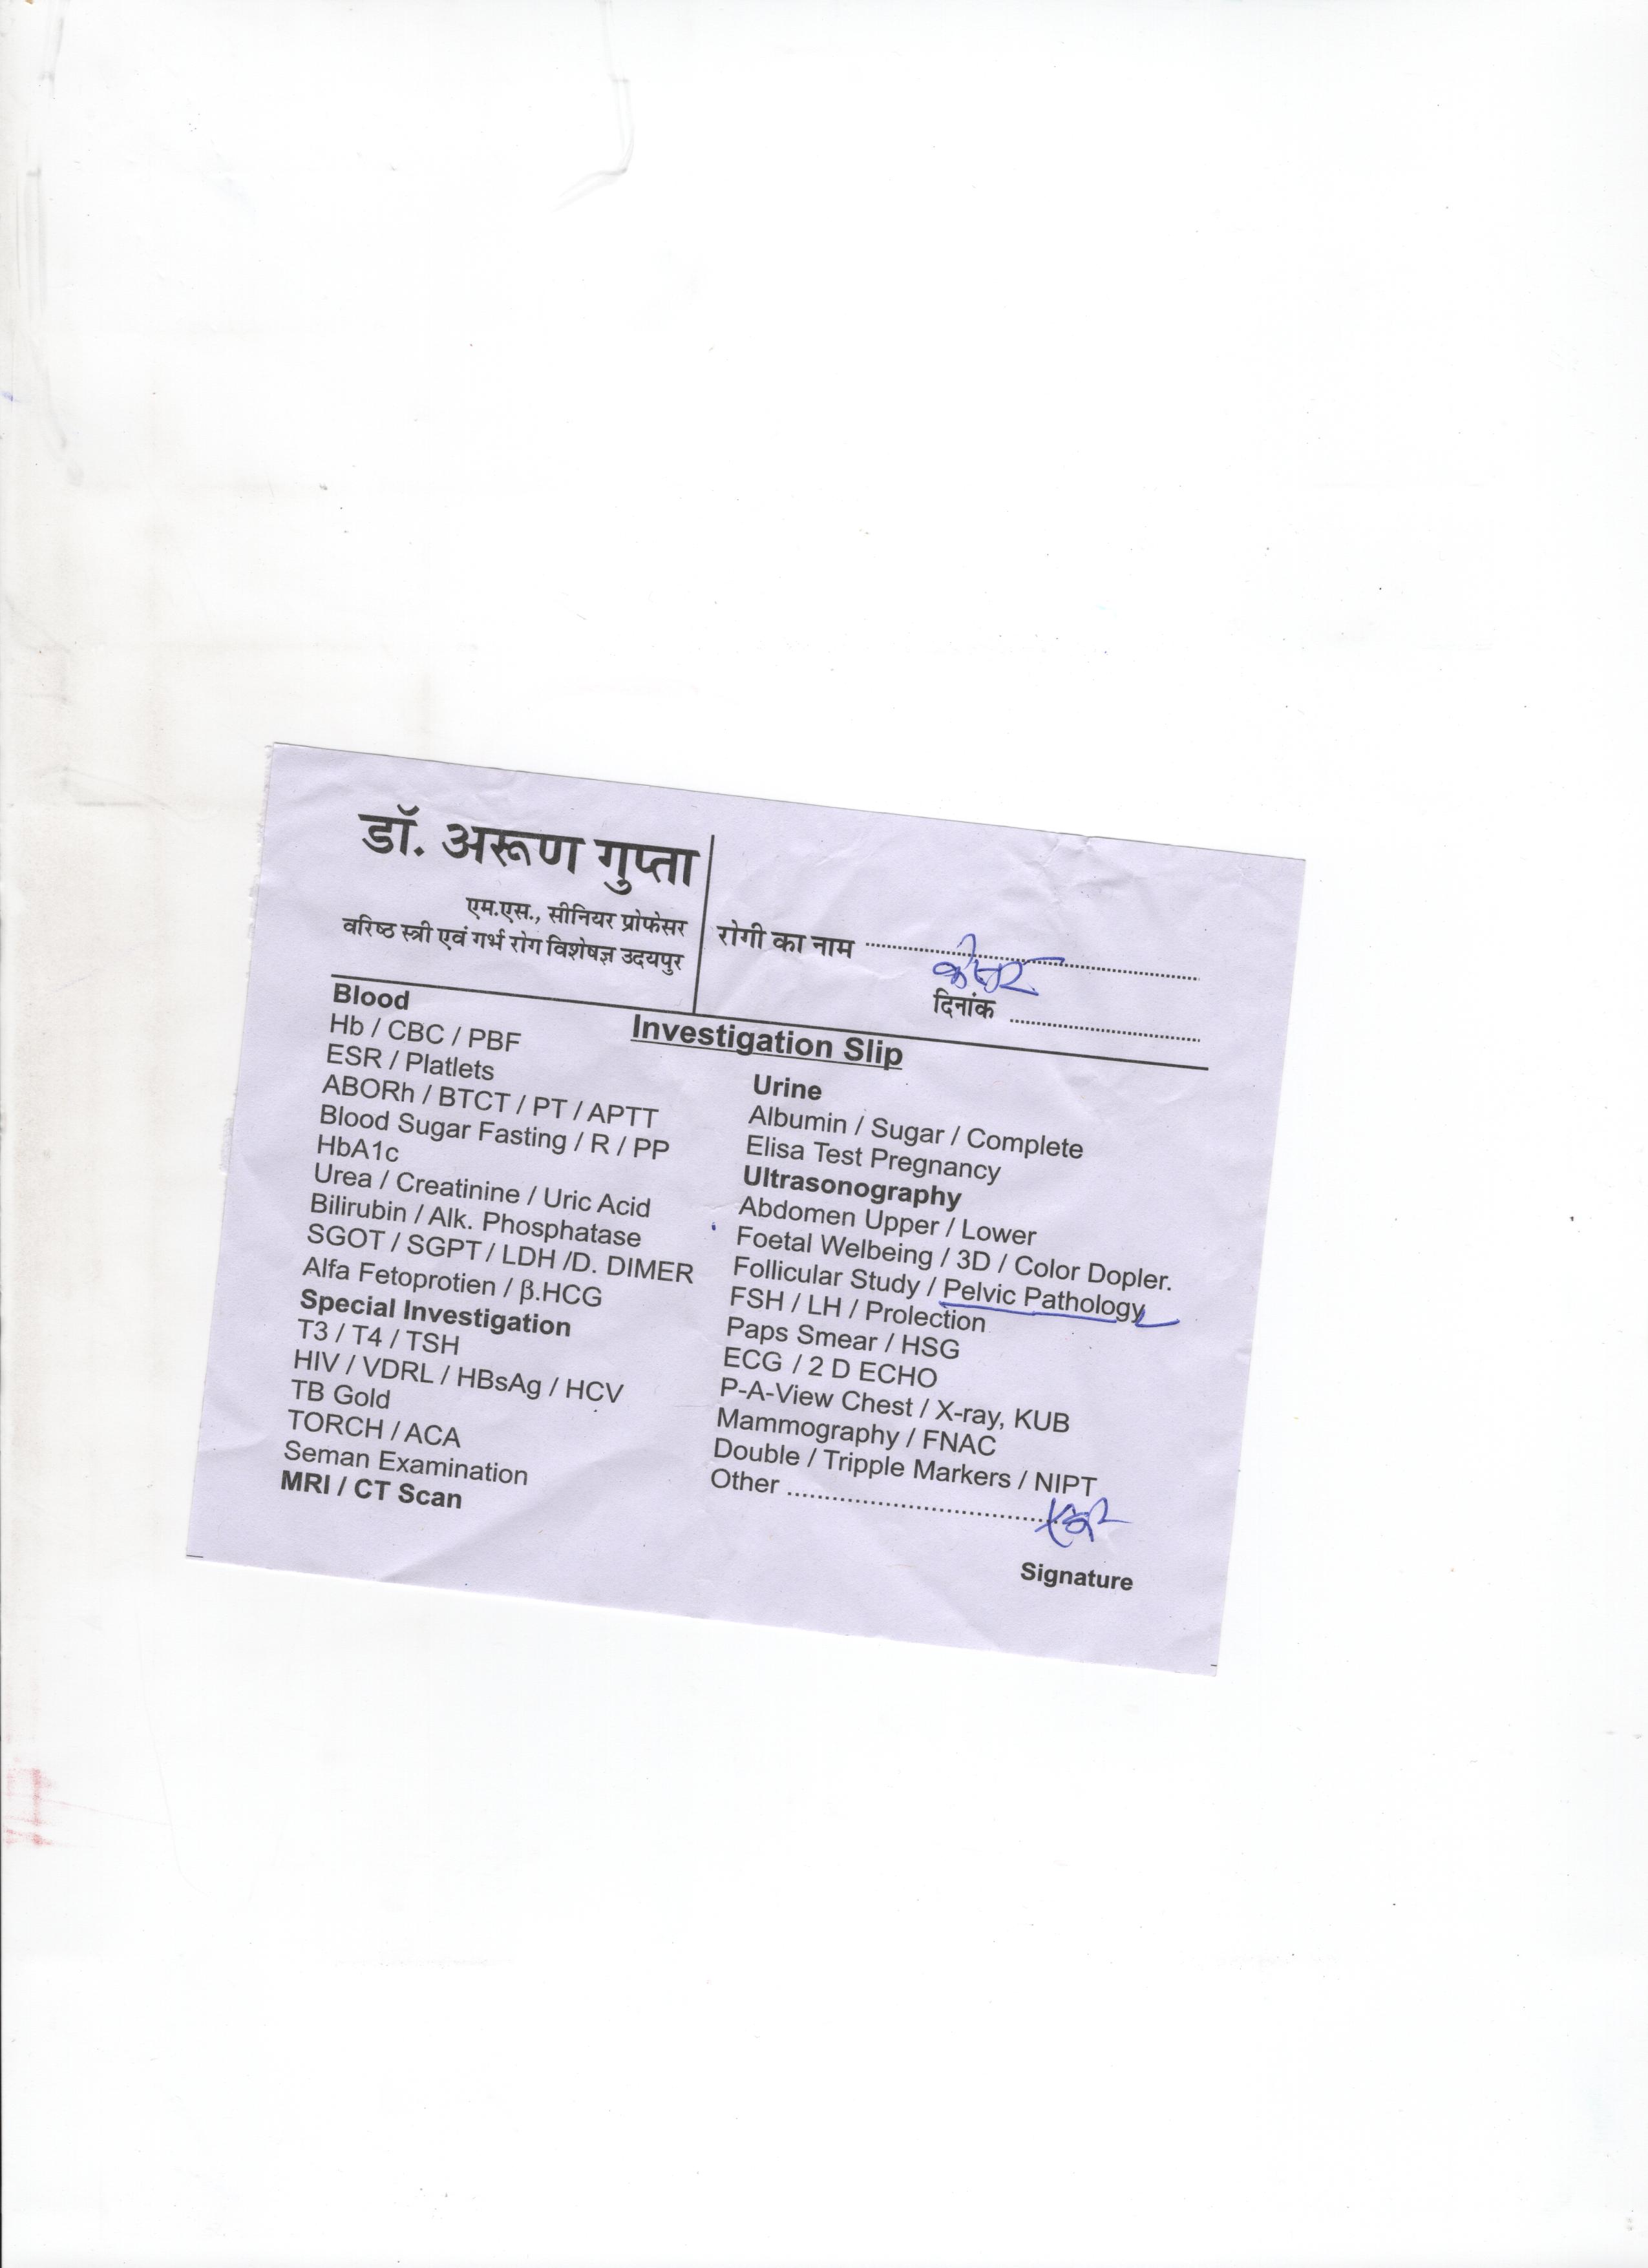 डॉ. अरूण गुप्ता
एम.एस., सीनियर प्रोफेसर
वरिष्ठ स्त्री एवं गर्भ रोग विशेषज्ञ उदयपुर
रोगी का नाम
दिनांक
Investigation Slip
Blood
Hb / CBC / PBF
ESR / Platlets
ABORh / BTCT / PT / APTT
Blood Sugar Fasting / R / PP
HbA1c
Urea / Creatinine / Uric Acid
Bilirubin / Alk. Phosphatase
SGOT / SGPT / LDH /D. DIMER
Alfa Fetoprotien / β.HCG
Special Investigation
T3 / T4 / TSH
HIV / VDRL / HBsAg / HCV
TB Gold
TORCH / ACA
Seman Examination
MRI / CT Scan
Urine
Albumin / Sugar / Complete
Elisa Test Pregnancy
Ultrasonography
Abdomen Upper / Lower
Foetal Welbeing / 3D / Color Dopler.
Follicular Study / Pelvic Pathology
FSH / LH / Prolection
Paps Smear / HSG
ECG / 2 D ECHO
P-A-View Chest / X-ray, KUB
Mammography / FNAC
Double / Tripple Markers / NIPT
Other
Signature